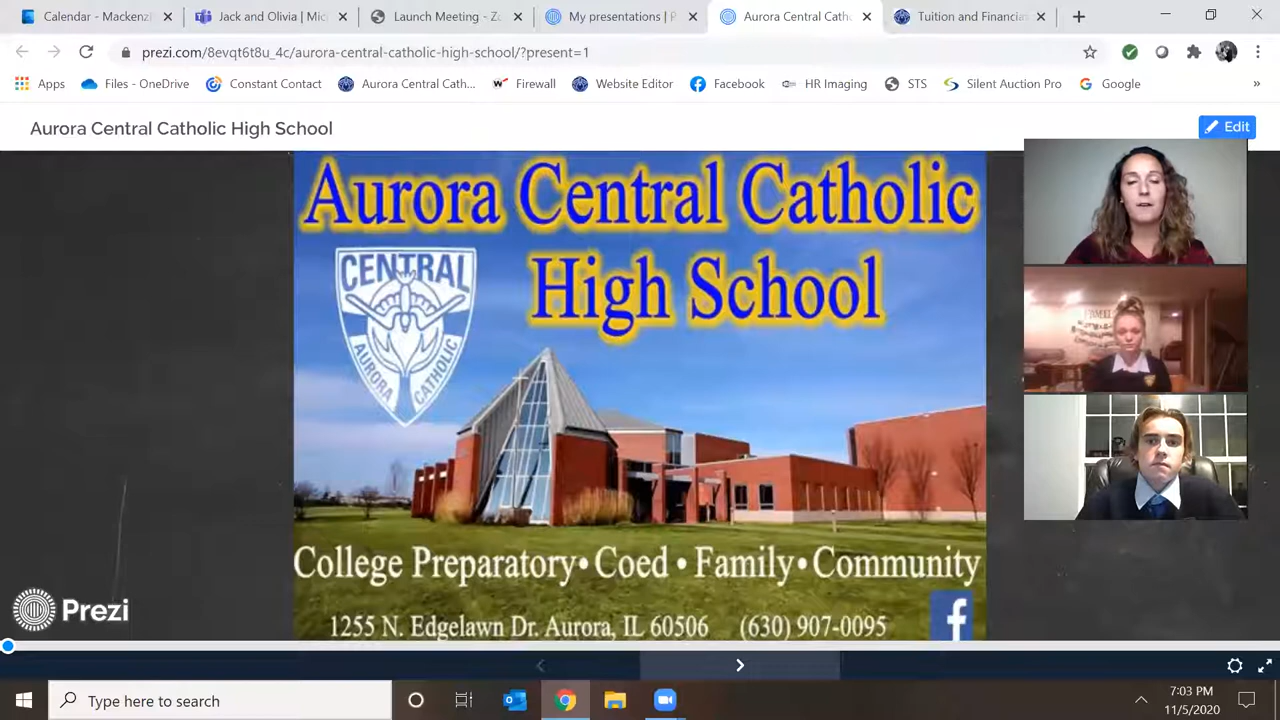 Calendar - Mackenzi
Jack and Olivia | Mic
Launch Meeting - Zo
My presentations | P
Aurora Central Cathc
Tuition and Financia
prezi.com/8evqt6t8u_4c/aurora-central-catholic-high-school/?present=1
Apps
Files - OneDrive
Constant Contact
Aurora Central Cath...
Firewall
Website Editor
Facebook
HR Imaging
STS
Silent Auction Pro
Google
»
Aurora Central Catholic High School
Edit
Aurora Central Catholic
High School
CENTRAL
AURORA
CATHOLIC
College Preparatory• Coed • Family• Community
1255 N. Edgelawn Dr. Aurora, IL 60506 (630) 907-0095
f
Prezi
Type here to search
7:03 PM
11/5/2020